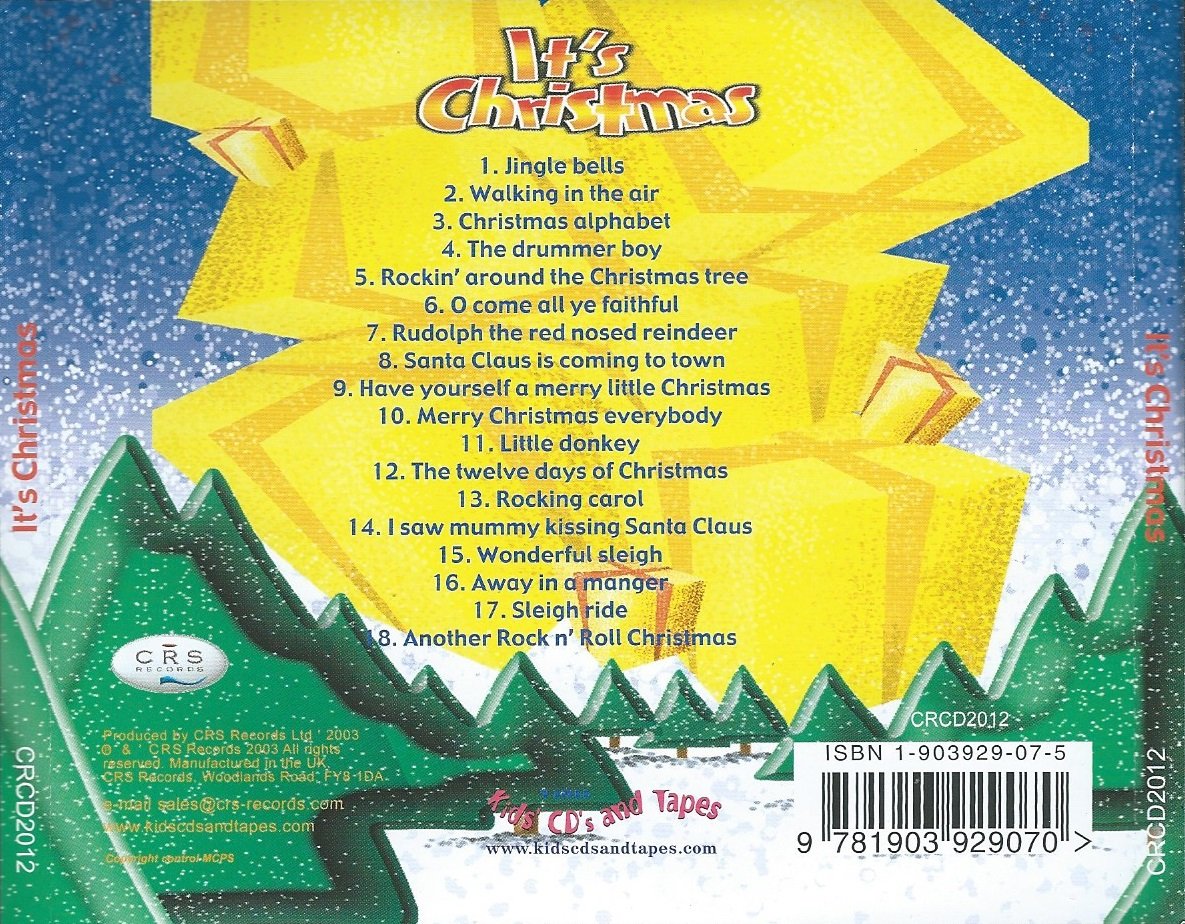 It's
Christmas
1. Jingle bells
2. Walking in the air
3. Christmas alphabet
4. The drummer boy
5. Rockin' around the Christmas tree
6. O come all ye faithful
7. Rudolph the red nosed reindeer
8. Santa Claus is coming to town
9. Have yourself a merry little Christmas
10. Merry Christmas everybody
11. Little donkey
12. The twelve days of Christmas
13. Rocking carol
14. I saw mummy kissing Santa Claus
15. Wonderful sleigh
16. Away in a manger
17. Sleigh ride
18. Another Rock n' Roll Christmas
It's Christmas
It's Christmas
CRS
RECORDS
Produced by CRS Records Ltd 2003
℗ & CRS Records 2003 All rights
reserved. Manufactured in the UK
CRS Records, Woodlands Road, FY8 1DA.
e-mail sales@crs-records.com
www.kidscdsandtapes.com
Copyright control MCPS
CRCD2012
Kids CD's and Tapes
www.kidscdsandtapes.com
CRCD2012
ISBN 1-903929-07-5
9 781903 929070 >
CRCD2012